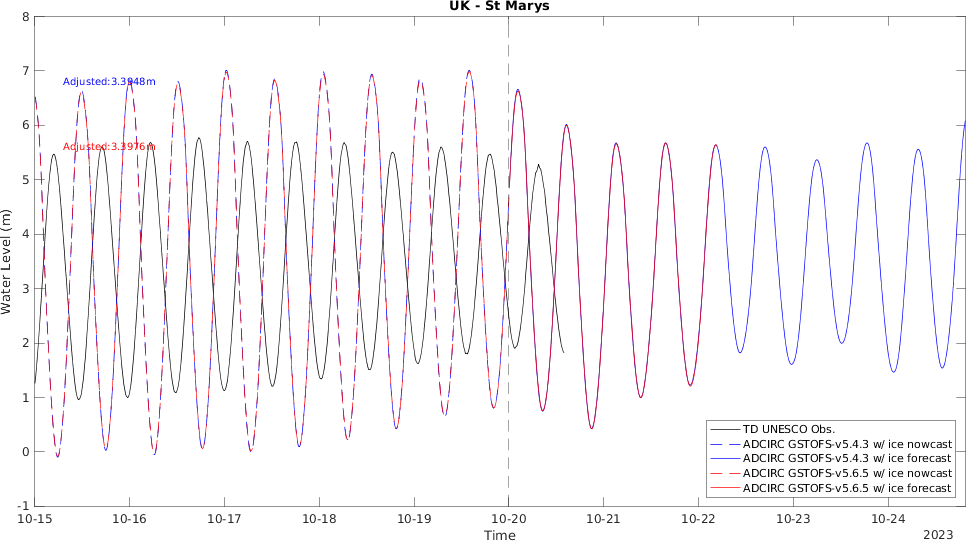 UK - St Marys
8
7
6
5
4
3
2
1
0
-1
Water Level (m)
Adjusted:3.3948m
Adjusted:3.3976m
TD UNESCO Obs.
ADCIRC GSTOFS-v5.4.3 w/ ice nowcast
ADCIRC GSTOFS-v5.4.3 w/ ice forecast
ADCIRC GSTOFS-v5.6.5 w/ ice nowcast
ADCIRC GSTOFS-v5.6.5 w/ ice forecast
10-15 10-16 10-17 10-18 10-19 10-20 10-21 10-22 10-23 10-24
Time
2023